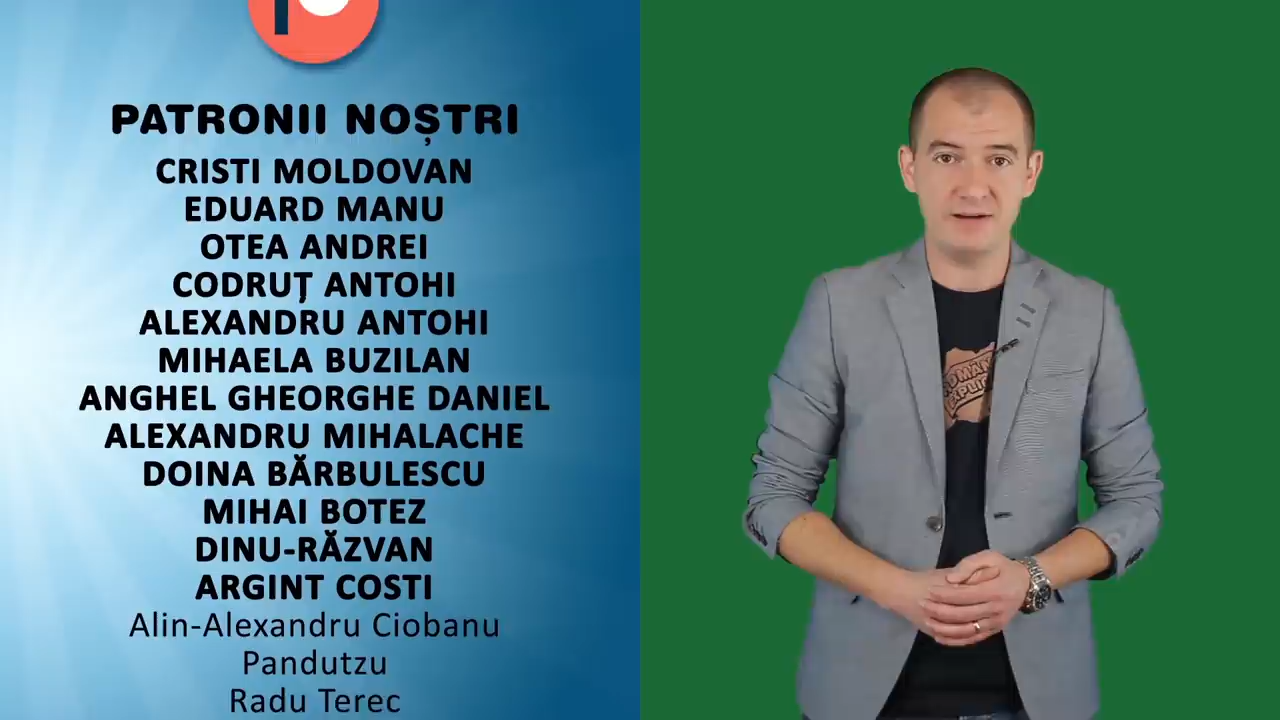 PATRONII NOȘTRI
CRISTI MOLDOVAN
EDUARD MANU
OTEA ANDREI
CODRUȚ ANTOHI
ALEXANDRU ANTOHI
MIHAELA BUZILAN
ANGHEL GHEORGHE DANIEL
ALEXANDRU MIHALACHE
DOINA BĂRBULESCU
MIHAI BOTEZ
DINU-RĂZVAN
ARGINT COSTI
Alin-Alexandru Ciobanu
Pandutzu
Radu Terec